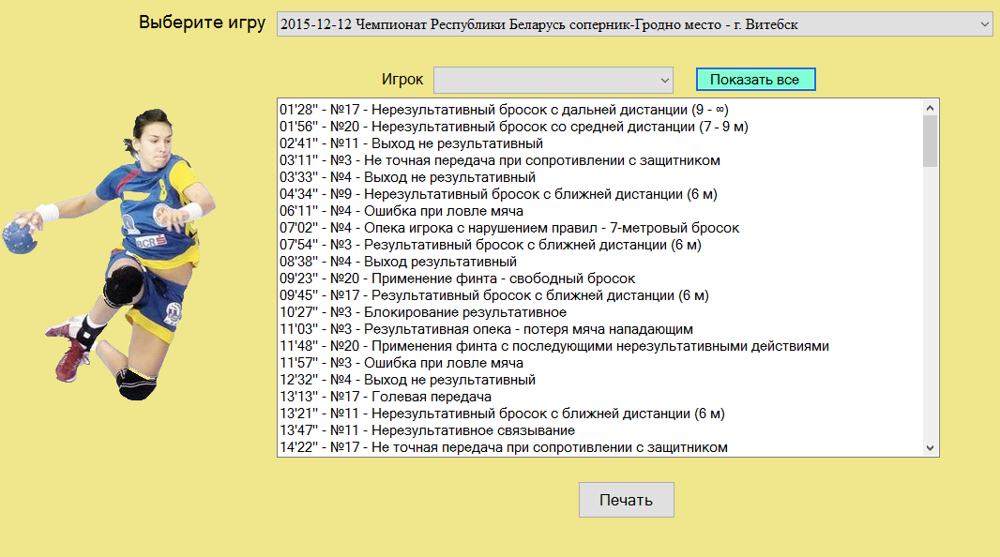 Выберите игру 2015-12-12 Чемпионат Республики Беларусь соперник-Гродно место - г. Витебск
Игрок Показать все
01'28'' - №17 - Нерезультативный бросок с дальней дистанции (9 - ∞)
01'56'' - №20 - Нерезультативный бросок со средней дистанции (7 - 9 м)
02'41'' - №11 - Выход не результативный
03'11'' - №3 - Не точная передача при сопротивлении с защитником
03'33'' - №4 - Выход не результативный
04'34'' - №9 - Нерезультативный бросок с ближней дистанции (6 м)
06'11'' - №4 - Ошибка при ловле мяча
07'02'' - №4 - Опека игрока с нарушением правил - 7-метровый бросок
07'54'' - №3 - Результативный бросок с ближней дистанции (6 м)
08'38'' - №4 - Выход результативный
09'23'' - №20 - Применение финта - свободный бросок
09'45'' - №17 - Результативный бросок с ближней дистанции (6 м)
10'27'' - №3 - Блокирование результативное
11'03'' - №3 - Результативная опека - потеря мяча нападающим
11'48'' - №20 - Применения финта с последующими нерезультативными действиями
11'57'' - №3 - Ошибка при ловле мяча
12'32'' - №4 - Выход не результативный
13'13'' - №17 - Голевая передача
13'21'' - №11 - Нерезультативный бросок с ближней дистанции (6 м)
13'47'' - №11 - Нерезультативное связывание
14'22'' - №17 - Не точная передача при сопротивлении с защитником
BCR
8
Печать